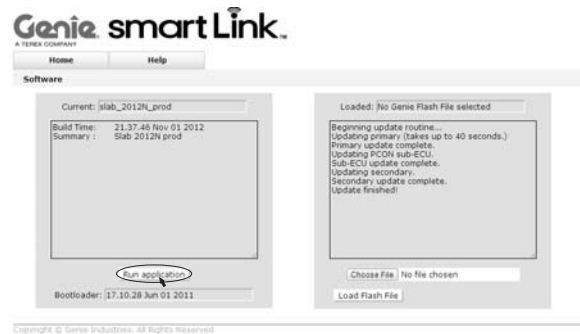 Genie smartLink™
A TEREX COMPANY
Home Help
Software
Current: slab_2012N_prod
Build Time: 21.37.46 Nov 01 2012
Summary : Slab 2012N prod
Run application
Bootloader: 17.10.28 Jun 01 2011
Loaded: No Genie Flash File selected
Beginning update routine...
Updating primary (takes up to 40 seconds.)
Primary update complete.
Updating PCON sub-ECU.
Sub-ECU update complete.
Updating secondary.
Secondary update complete.
Update finished!
Choose File No file chosen
Load Flash File
Copyright © Genie Industries. All Rights Reserved